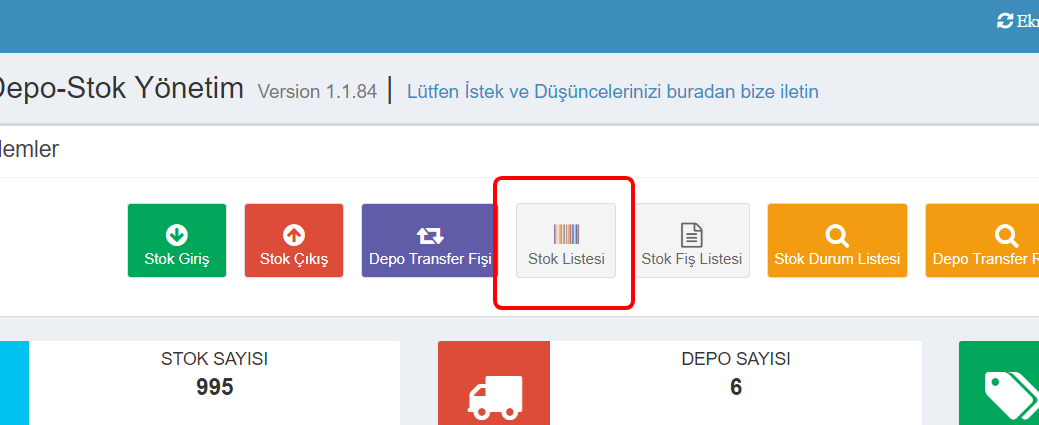 Ekr
Depo-Stok Yönetim Version 1.1.84 | Lütfen İstek ve Düşüncelerinizi buradan bize iletin
lemler
Stok Giriş
Stok Çıkış
Depo Transfer Fişi
Stok Listesi
Stok Fiş Listesi
Stok Durum Listesi
Depo Transfer R
STOK SAYISI
995
DEPO SAYISI
6